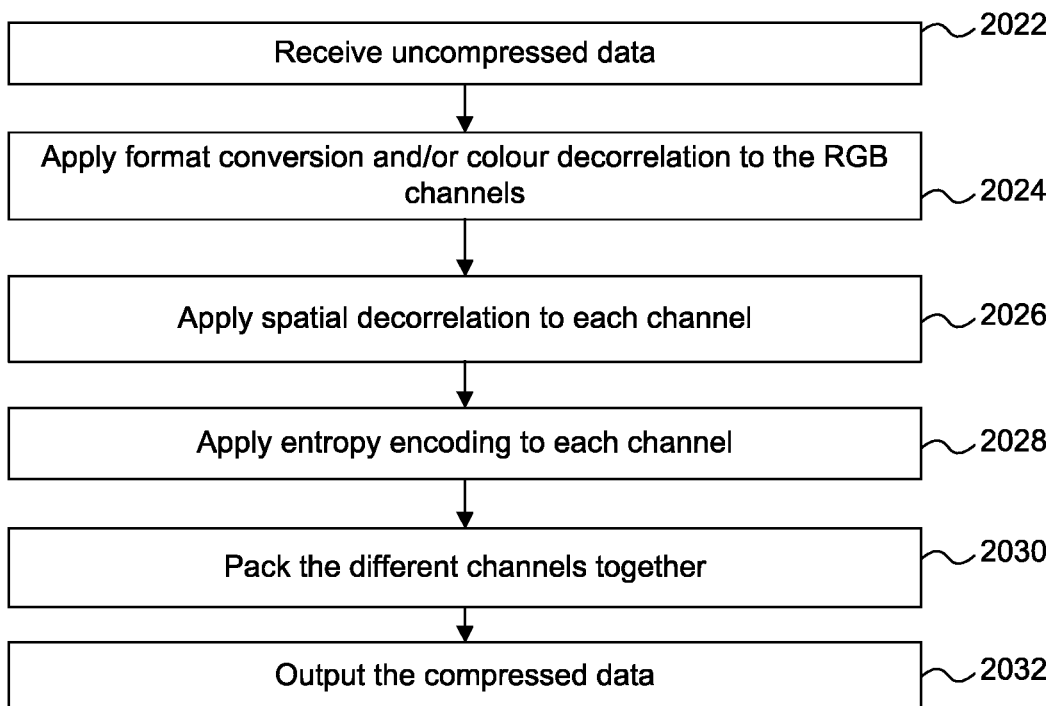 Receive uncompressed data
2022
Apply format conversion and/or colour decorrelation to the RGB
channels
2024
Apply spatial decorrelation to each channel
2026
Apply entropy encoding to each channel
2028
Pack the different channels together
2030
Output the compressed data
2032